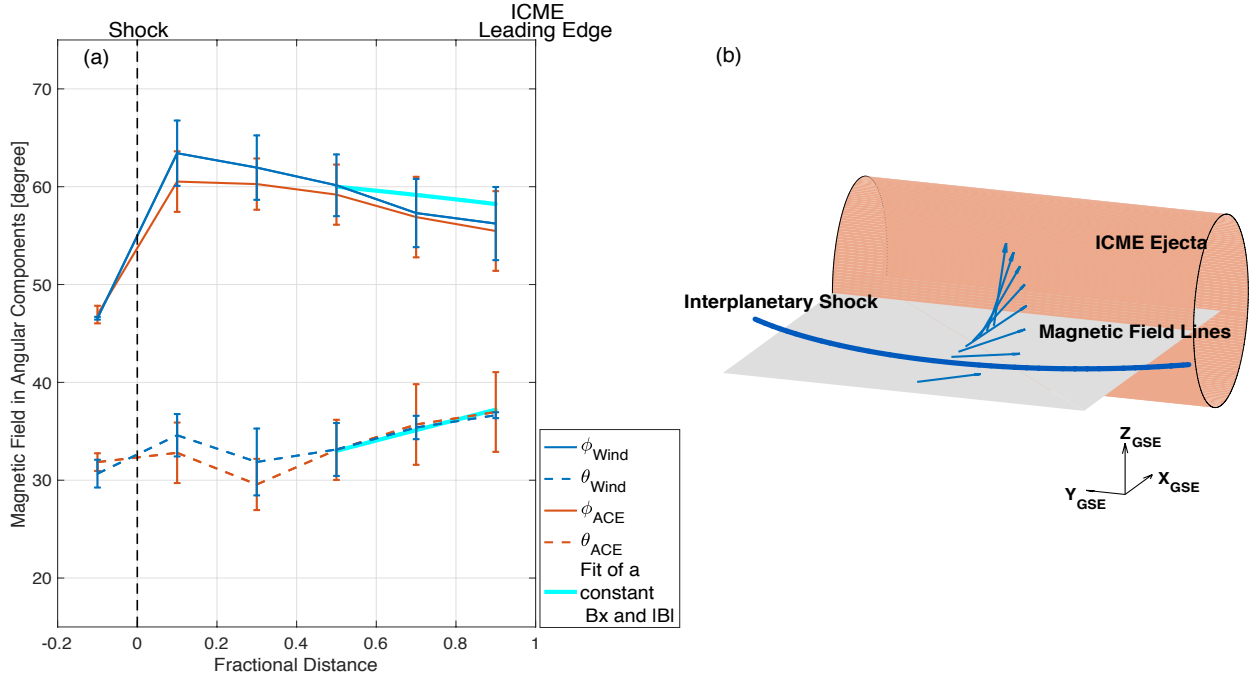 ICME
Shock
Leading Edge
(a)
(b)
Magnetic Field in Angular Components [degree]
70
60
50
40
30
20
-0.2
0
0.2
0.4
0.6
0.8
1
Fractional Distance
ϕWind
θWind
ϕACE
θACE
Fit of a
constant
Bx and |B|
ICME Ejecta
Interplanetary Shock
Magnetic Field Lines
ZGSE
XGSE
YGSE